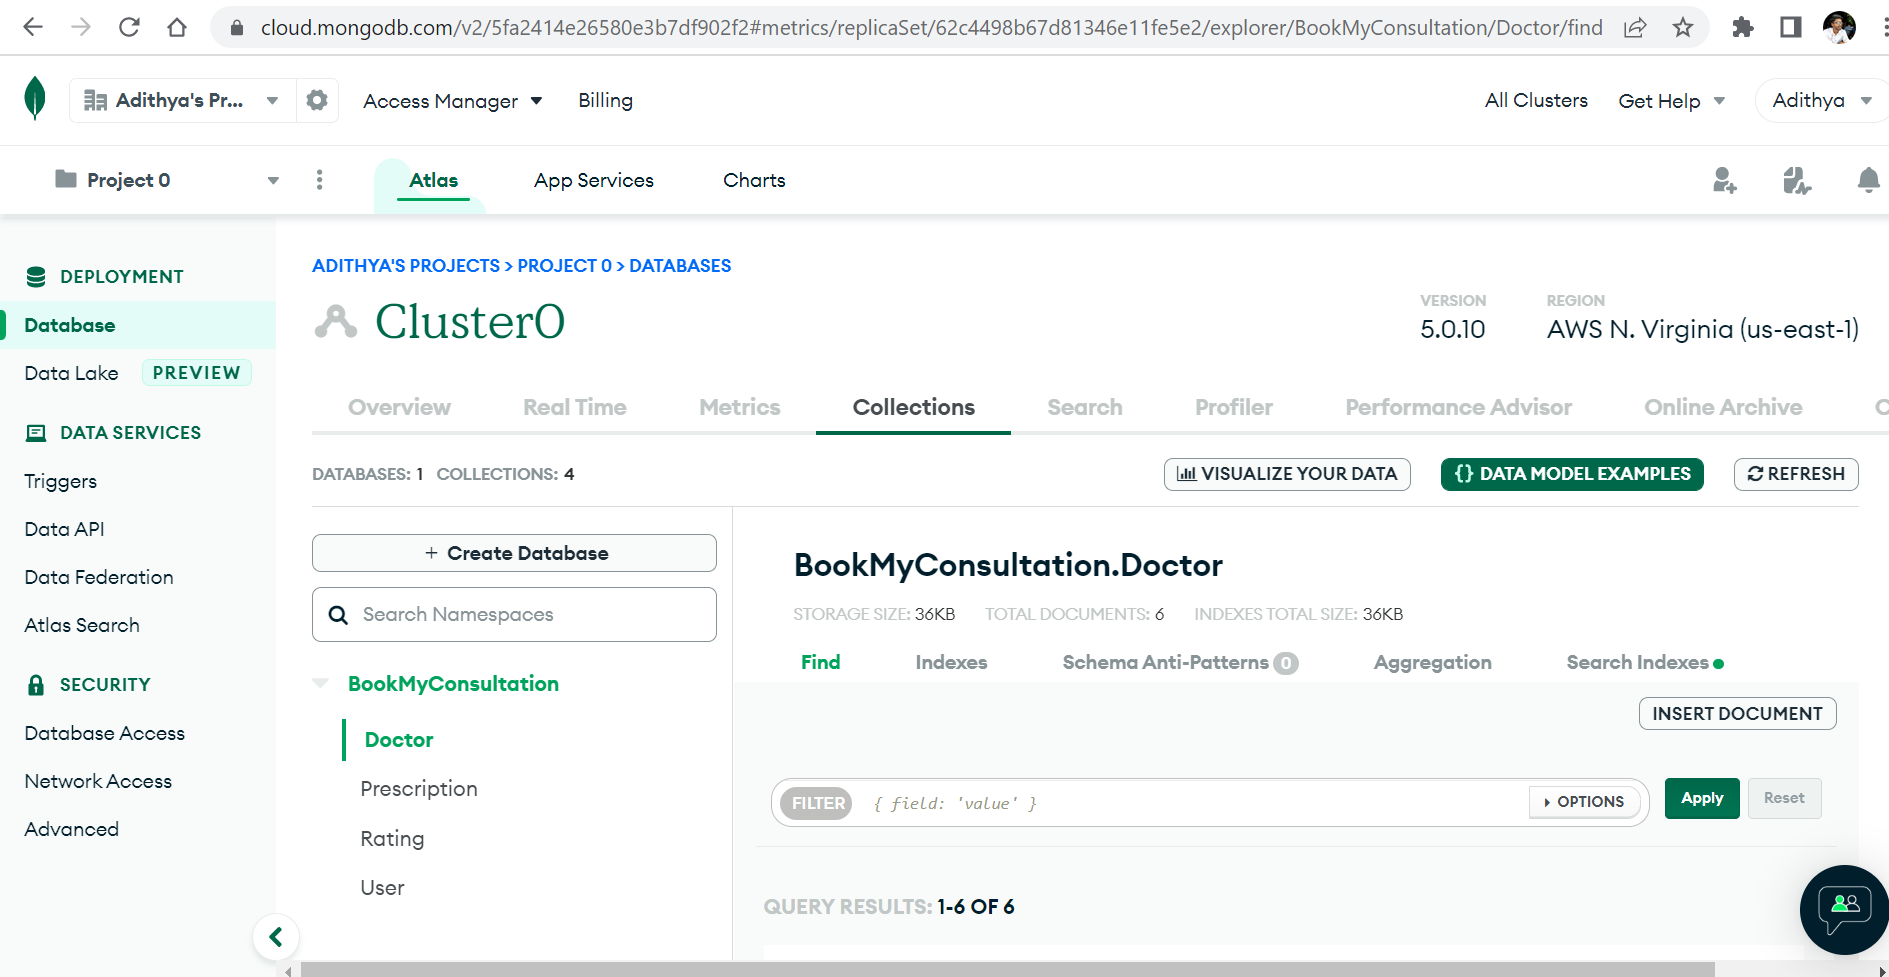 cloud.mongodb.com/v2/5fa2414e26580e3b7df902f2#metrics/replicaSet/62c4498b67d81346e11fe5e2/explorer/BookMyConsultation/Doctor/find
Adithya's Pr...
Access Manager
Billing
All Clusters
Get Help
Adithya
Project 0
Atlas
App Services
Charts
DEPLOYMENT
Database
Data Lake PREVIEW
DATA SERVICES
Triggers
Data API
Data Federation
Atlas Search
SECURITY
Database Access
Network Access
Advanced
ADITHYA'S PROJECTS > PROJECT 0 > DATABASES
Cluster0
VERSION
5.0.10
REGION
AWS N. Virginia (us-east-1)
Overview
Real Time
Metrics
Collections
Search
Profiler
Performance Advisor
Online Archive
DATABASES: 1 COLLECTIONS: 4
VISUALIZE YOUR DATA
{} DATA MODEL EXAMPLES
REFRESH
+ Create Database
Search Namespaces
BookMyConsultation
Doctor
Prescription
Rating
User
BookMyConsultation.Doctor
STORAGE SIZE: 36KB TOTAL DOCUMENTS: 6 INDEXES TOTAL SIZE: 36KB
Find
Indexes
Schema Anti-Patterns 0
Aggregation
Search Indexes
INSERT DOCUMENT
FILTER { field: 'value' }
OPTIONS
Apply
Reset
QUERY RESULTS: 1-6 OF 6